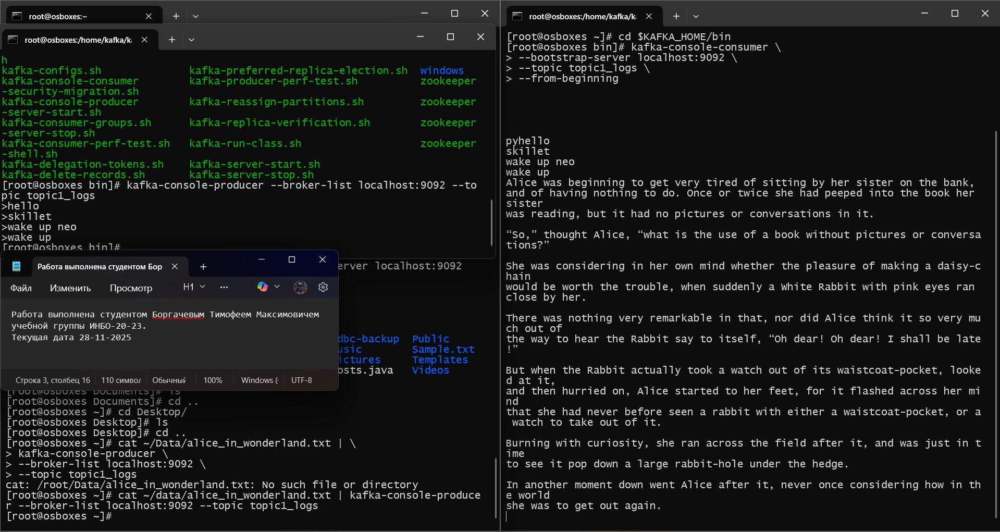 root@osboxes:~
root@osboxes:/home/kafka/k
h
kafka-configs.sh kafka-preferred-replica-election.sh windows
kafka-console-consumer kafka-producer-perf-test.sh zookeeper
-security-migration.sh
kafka-console-producer kafka-reassign-partitions.sh zookeeper
-server-start.sh
kafka-consumer-groups.sh kafka-replica-verification.sh zookeeper
-server-stop.sh
kafka-consumer-perf-test.sh kafka-run-class.sh zookeeper
-shell.sh
kafka-delegation-tokens.sh kafka-server-start.sh
kafka-delete-records.sh kafka-server-stop.sh
[root@osboxes bin]# kafka-console-producer --broker-list localhost:9092 --to
pic topic1_logs
>hello
>skillet
>wake up neo
>wake up
[root@osboxes bin]#
erver localhost:9092
Работа выполнена студентом Бор
Файл Изменить Просмотр H1 ...
Работа выполнена студентом Боргачевым Тимофеем Максимовичем
учебной группы ИНБО-20-23.
Текущая дата 28-11-2025
Строка 3, столбец 16 110 символ Обычный 100% Windows ( UTF-8
dbc-backup Public
usic Sample.txt
ictures Templates
osts.java Videos
[root@osboxes Documents]# ls
[root@osboxes Documents]# cd ..
[root@osboxes ~]# cd Desktop/
[root@osboxes Desktop]# ls
[root@osboxes Desktop]# cd ..
[root@osboxes ~]# cat ~/Data/alice_in_wonderland.txt | \
> kafka-console-producer \
> --broker-list localhost:9092 \
> --topic topic1_logs
cat: /root/Data/alice_in_wonderland.txt: No such file or directory
[root@osboxes ~]# cat ~/data/alice_in_wonderland.txt | kafka-console-produce
r --broker-list localhost:9092 --topic topic1_logs
[root@osboxes ~]#
root@osboxes:/home/kafka/k
[root@osboxes ~]# cd $KAFKA_HOME/bin
[root@osboxes bin]# kafka-console-consumer \
> --bootstrap-server localhost:9092 \
> --topic topic1_logs \
> --from-beginning
pyhello
skillet
wake up neo
wake up
Alice was beginning to get very tired of sitting by her sister on the bank,
and of having nothing to do. Once or twice she had peeped into the book her
sister
was reading, but it had no pictures or conversations in it.
“So,” thought Alice, “what is the use of a book without pictures or conversa
tions?”
She was considering in her own mind whether the pleasure of making a daisy-c
hain
would be worth the trouble, when suddenly a White Rabbit with pink eyes ran
close by her.
There was nothing very remarkable in that, nor did Alice think it so very mu
ch out of
the way to hear the Rabbit say to itself, “Oh dear! Oh dear! I shall be late
!”
But when the Rabbit actually took a watch out of its waistcoat-pocket, looke
d at it,
and then hurried on, Alice started to her feet, for it flashed across her mi
nd
that she had never before seen a rabbit with either a waistcoat-pocket, or a
watch to take out of it.
Burning with curiosity, she ran across the field after it, and was just in t
ime
to see it pop down a large rabbit-hole under the hedge.
In another moment down went Alice after it, never once considering how in th
e world
she was to get out again.